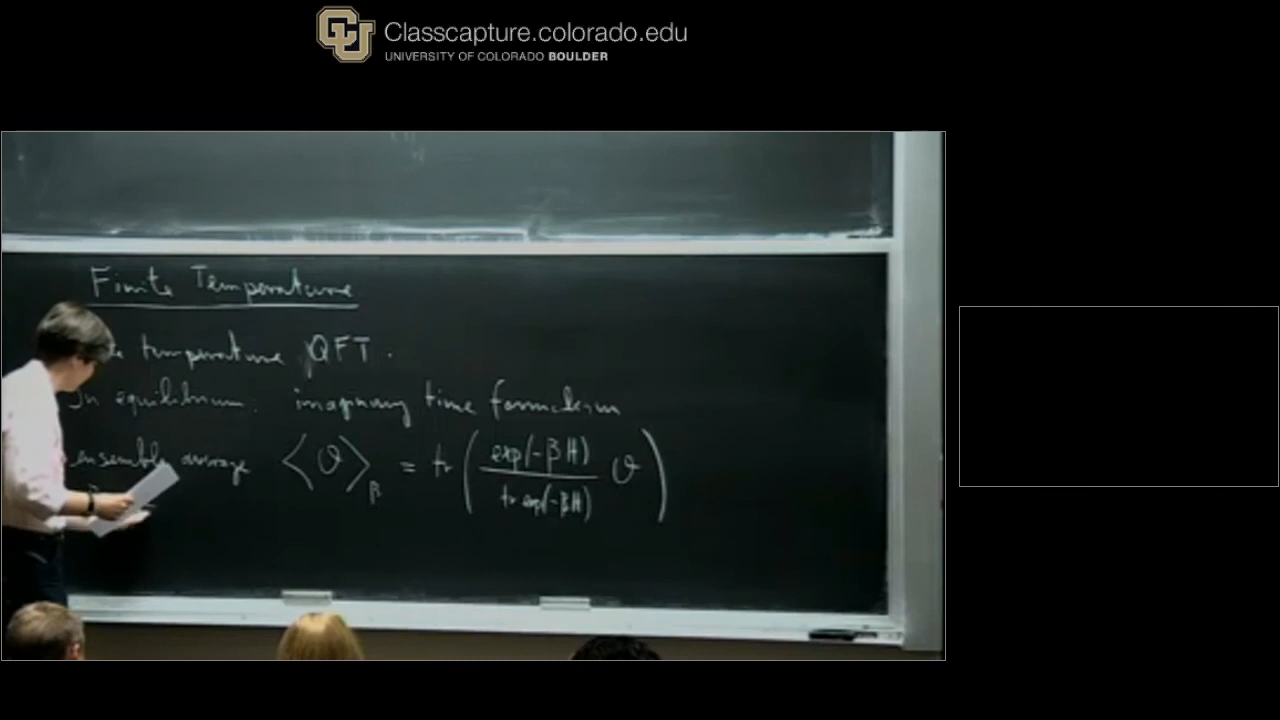 Classcapture.colorado.edu
UNIVERSITY OF COLORADO BOULDER
Finite Temperature
temperature QFT.
In equilibrium: imaginary time formalism
ensemble average ⟨O⟩_β = tr ( exp(-βH) / tr exp(-βH) O )